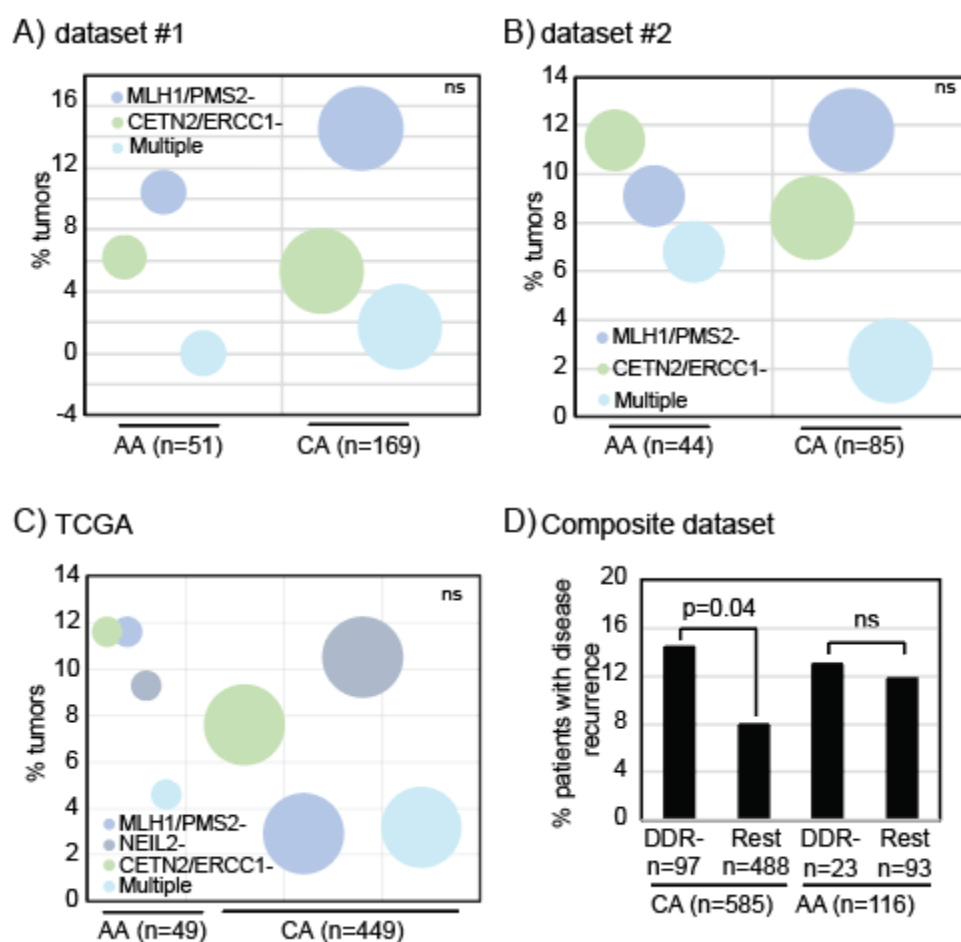 A) dataset #1
ns
16
12
8
4
0
-4
% tumors
MLH1/PMS2-
CETN2/ERCC1-
Multiple
AA (n=51)
CA (n=169)
B) dataset #2
ns
14
12
10
8
6
4
2
0
% tumors
MLH1/PMS2-
CETN2/ERCC1-
Multiple
AA (n=44)
CA (n=85)
C) TCGA
ns
14
12
10
8
6
4
2
0
% tumors
MLH1/PMS2-
NEIL2-
CETN2/ERCC1-
Multiple
AA (n=49)
CA (n=449)
D) Composite dataset
20
16
12
8
4
0
% patients with disease
recurrence
p=0.04
ns
DDR- Rest DDR- Rest
n=97 n=488 n=23 n=93
CA (n=585) AA (n=116)